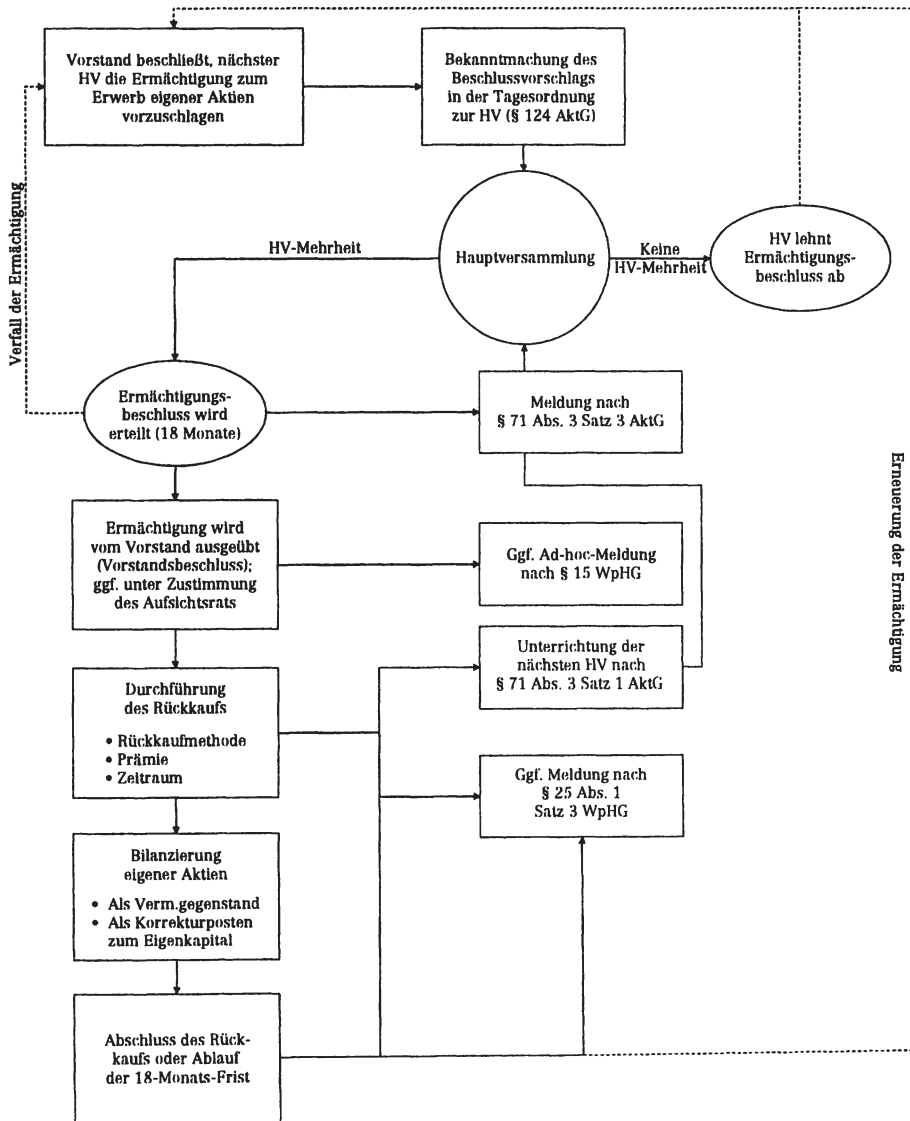 Vorstand beschließt, nächster
HV die Ermächtigung zum
Erwerb eigener Aktien
vorzuschlagen
Bekanntmachung des
Beschlussvorschlags
in der Tagesordnung
zur HV (§ 124 AktG)
Verfall der Ermächtigung
HV-Mehrheit
Hauptversammlung
Keine
HV-Mehrheit
HV lehnt
Ermächtigungs-
beschluss ab
Ermächtigungs-
beschluss wird
erteilt (18 Monate)
Meldung nach
§ 71 Abs. 3 Satz 3 AktG
Ermächtigung wird
vom Vorstand ausgeübt
(Vorstandsbeschluss);
ggf. unter Zustimmung
des Aufsichtsrats
Ggf. Ad-hoc-Meldung
nach § 15 WpHG
Erneuerung der Ermächtigung
Unterrichtung der
nächsten HV nach
§ 71 Abs. 3 Satz 1 AktG
Durchführung
des Rückkaufs
• Rückkaufmethode
• Prämie
• Zeitraum
Ggf. Meldung nach
§ 25 Abs. 1
Satz 3 WpHG
Bilanzierung
eigener Aktien
• Als Verm.gegenstand
• Als Korrekturposten
zum Eigenkapital
Abschluss des Rück-
kaufs oder Ablauf
der 18-Monats-Frist